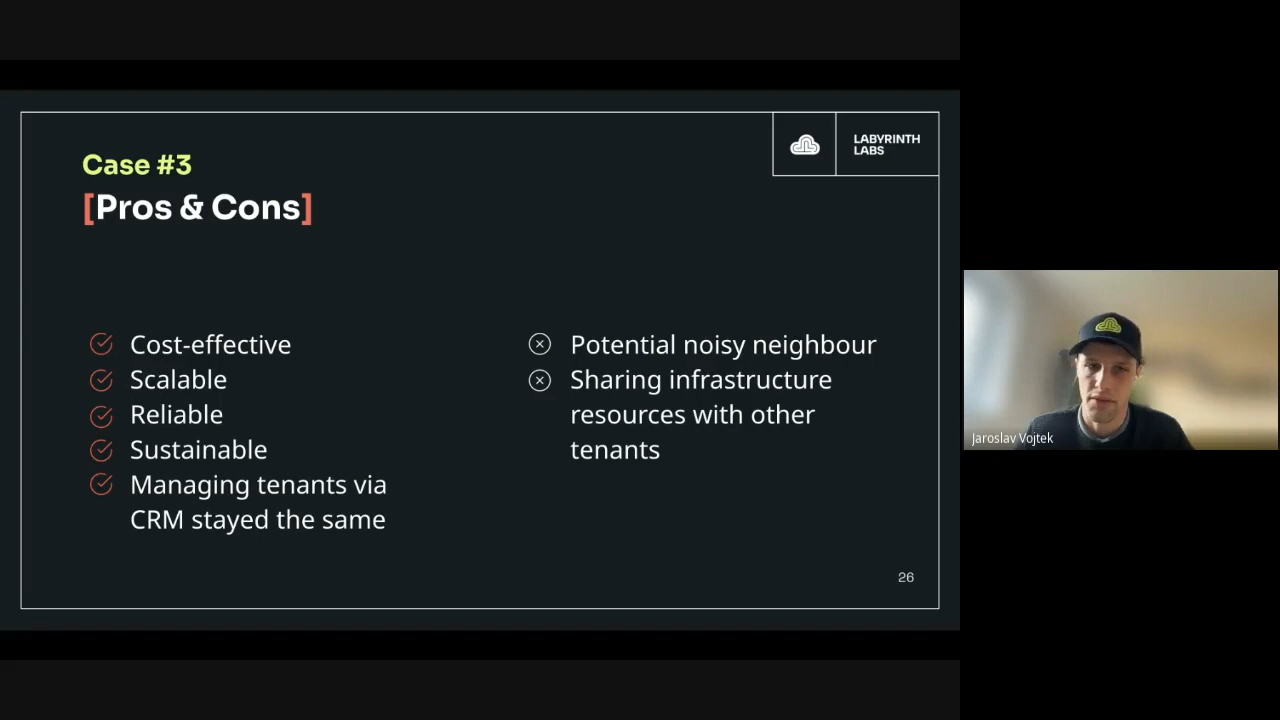 Case #3
[Pros & Cons]
LABYRINTH
LABS
Cost-effective
Scalable
Reliable
Sustainable
Managing tenants via
CRM stayed the same
Potential noisy neighbour
Sharing infrastructure
resources with other
tenants
26
Jaroslav Vojtek